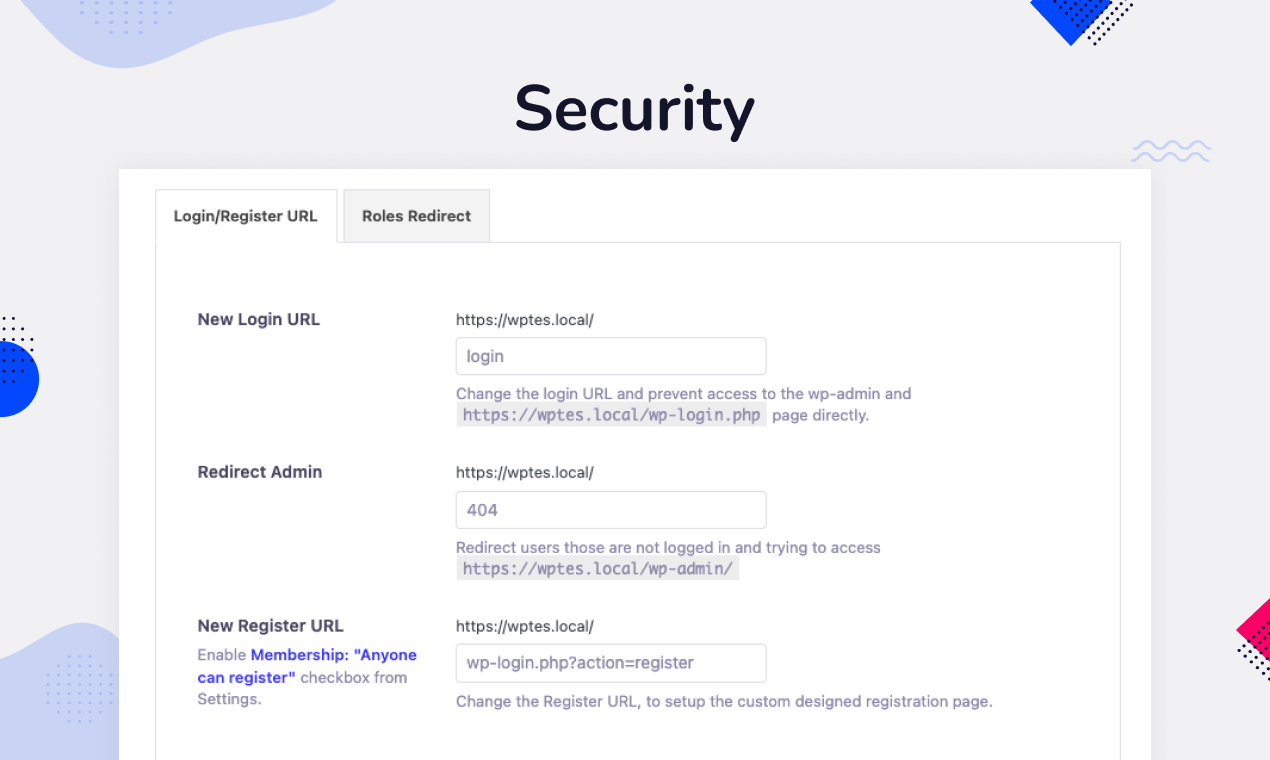 Security
Login/Register URL
Roles Redirect
New Login URL
https://wptes.local/
login
Change the login URL and prevent access to the wp-admin and
https://wptes.local/wp-login.php page directly.
Redirect Admin
https://wptes.local/
404
Redirect users those are not logged in and trying to access
https://wptes.local/wp-admin/
New Register URL
Enable Membership: "Anyone
can register" checkbox from
Settings.
https://wptes.local/
wp-login.php?action=register
Change the Register URL, to setup the custom designed registration page.